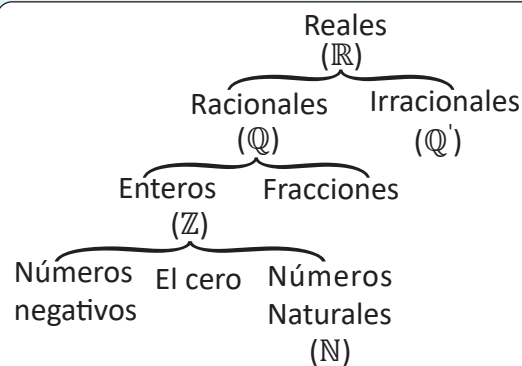 Reales
(ℝ)
Racionales Irracionales
(ℚ) (ℚ')
Enteros Fracciones
(ℤ)
Números El cero Números
negativos Naturales
(ℕ)